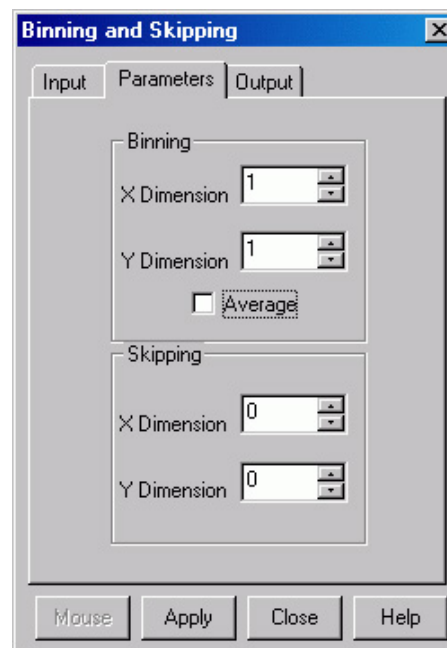 Binning and Skipping
Input Parameters Output
Binning
X Dimension 1
Y Dimension 1
Average
Skipping
X Dimension 0
Y Dimension 0
Mouse Apply Close Help